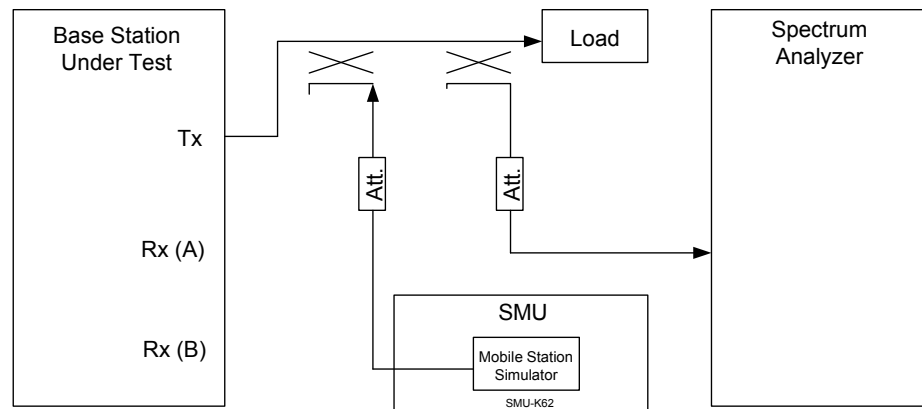 Base Station
Under Test
Load
Spectrum
Analyzer
Tx
Att.
Att.
Rx (A)
SMU
Rx (B)
Mobile Station
Simulator
SMU-K62